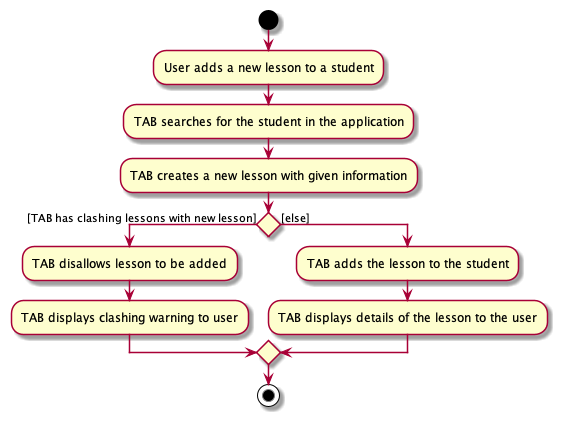 User adds a new lesson to a student
TAB searches for the student in the application
TAB creates a new lesson with given information
[TAB has clashing lessons with new lesson]
[else]
TAB disallows lesson to be added
TAB adds the lesson to the student
TAB displays clashing warning to user
TAB displays details of the lesson to the user